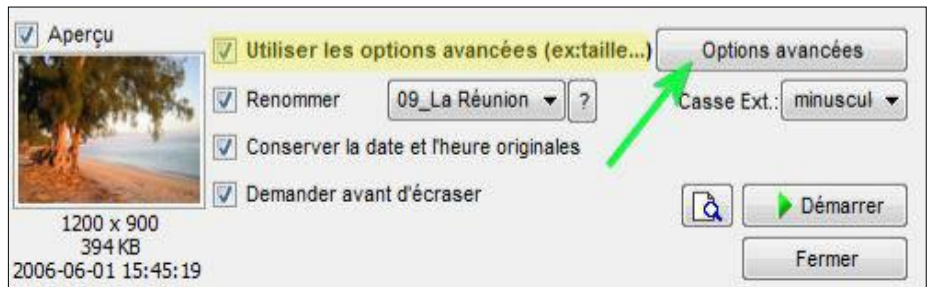 Aperçu
Utiliser les options avancées (ex:taille...)
Options avancées
Renommer
09_La Réunion
?
Casse Ext.:
minuscul
Conserver la date et l'heure originales
Demander avant d'écraser
Démarrer
1200 x 900
394 KB
2006-06-01 15:45:19
Fermer